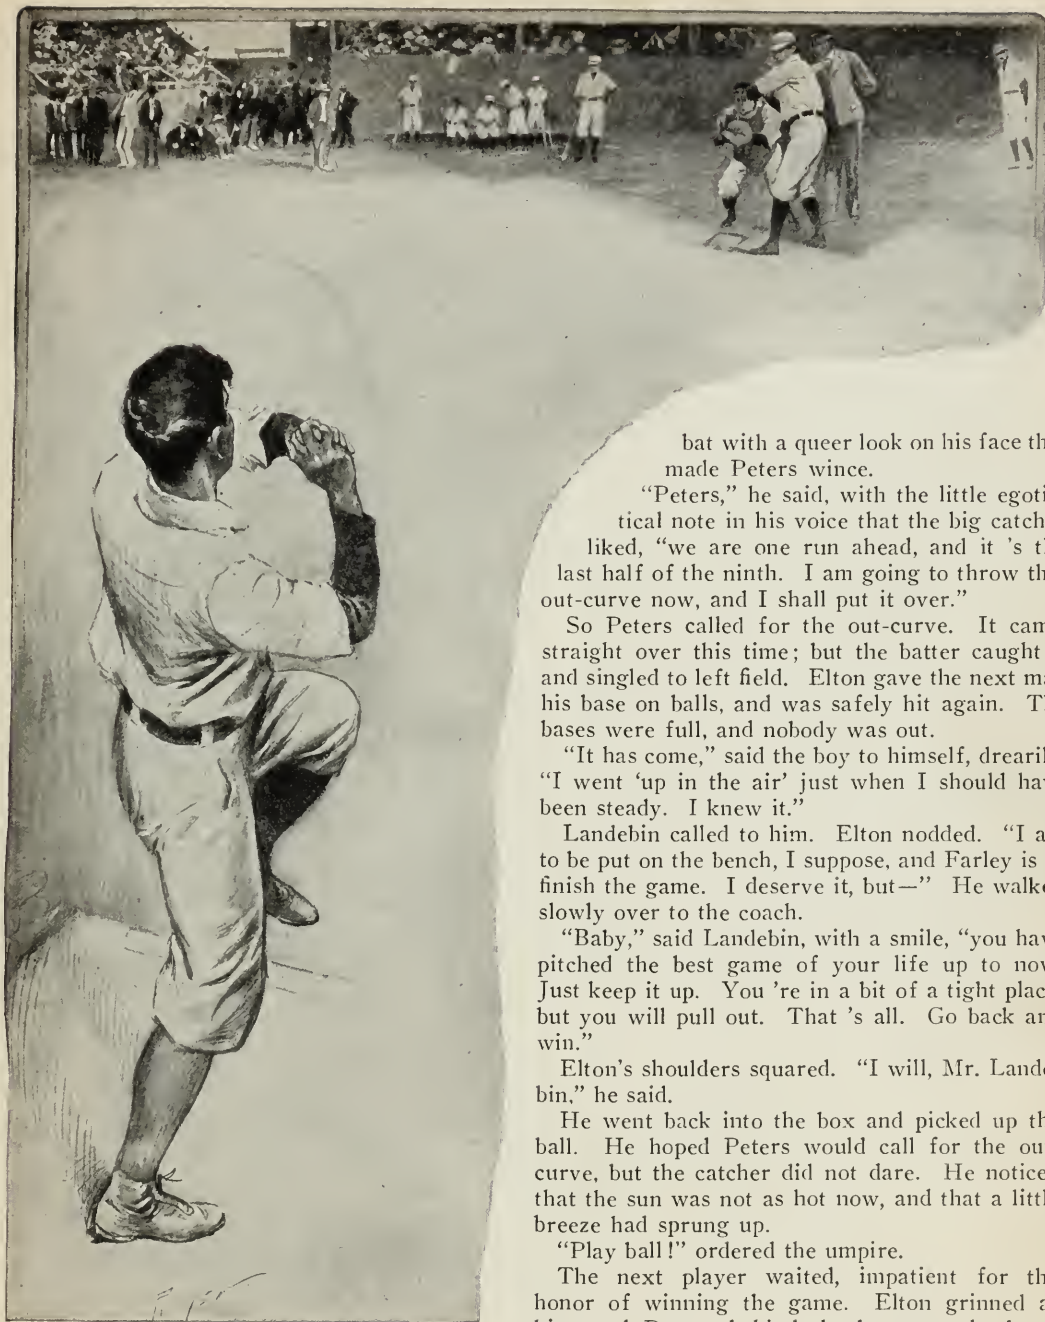 bat with a queer look on his face th
made Peters wince.
“Peters,” he said, with the little egoti
tical note in his voice that the big catch
liked, “we are one run ahead, and it 's t
last half of the ninth. I am going to throw th
out-curve now, and I shall put it over.”
So Peters called for the out-curve. It cam
straight over this time; but the batter caught
and singled to left field. Elton gave the next m
his base on balls, and was safely hit again. T
bases were full, and nobody was out.
“It has come,” said the boy to himself, drearil
“I went ‘up in the air’ just when I should hav
been steady. I knew it.”
Landebin called to him. Elton nodded. “I a
to be put on the bench, I suppose, and Farley is
finish the game. I deserve it, but—” He walk
slowly over to the coach.
“Baby,” said Landebin, with a smile, “you hav
pitched the best game of your life up to nov
Just keep it up. You 're in a bit of a tight plac
but you will pull out. That 's all. Go back an
win.”
Elton's shoulders squared. “I will, Mr. Land
bin,” he said.
He went back into the box and picked up th
ball. He hoped Peters would call for the ou
curve, but the catcher did not dare. He notice
that the sun was not as hot now, and that a littl
breeze had sprung up.
“Play ball!” ordered the umpire.
The next player waited, impatient for th
honor of winning the game. Elton grinned a